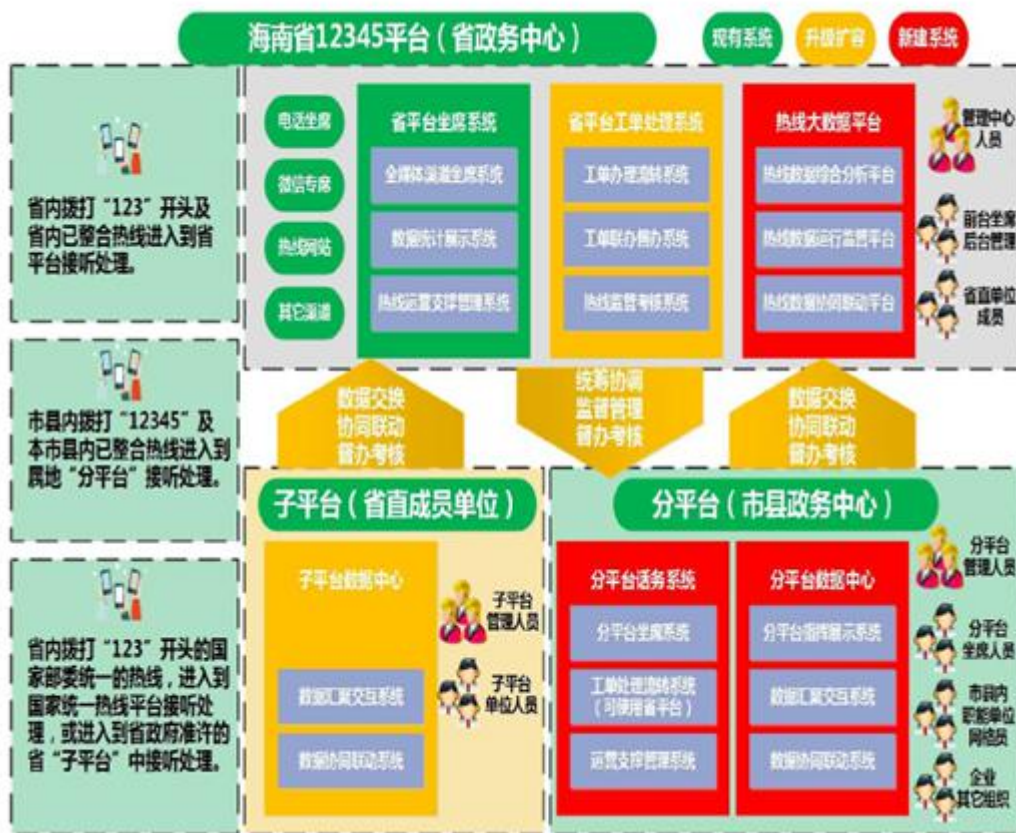 海南省12345平台（省政务中心）
现有系统
升级扩容
新建系统
省内拨打“123”开头及
省内已整合热线进入到省
平台接听处理。
电话坐席
微信专席
热线网站
其它渠道
省平台坐席系统
全媒体渠道坐席系统
数据统计展示系统
热线运营支撑管理系统
省平台工单处理系统
工单办理流转系统
工单联办督办系统
热线监管考核系统
热线大数据平台
热线数据综合分析平台
热线数据运行监管平台
热线数据协同联动平台
管理中心
人员
前台坐席
后台管理
省直单位
成员
市县内拨打“12345”及
本市县内已整合热线进入到
属地“分平台”接听处理。
数据交换
协同联动
督办考核
统筹协调
监督管理
督办考核
数据交换
协同联动
督办考核
省内拨打“123”开头的国
家部委统一的热线，进入到
国家统一热线平台接听处
理，或进入到省政府准许的
省“子平台”中接听处理。
子平台（省直成员单位）
子平台数据中心
数据汇聚交互系统
数据协同联动系统
子平台
管理人员
子平台
单位人员
分平台（市县政务中心）
分平台话务系统
分平台坐席系统
工单处理流转系统
（可使用省平台）
运营支撑管理系统
分平台数据中心
分平台指挥展示系统
数据汇聚交互系统
数据协同联动系统
分平台
管理人员
分平台
坐席人员
市县内
职能单位
网络员
企业
其它组织